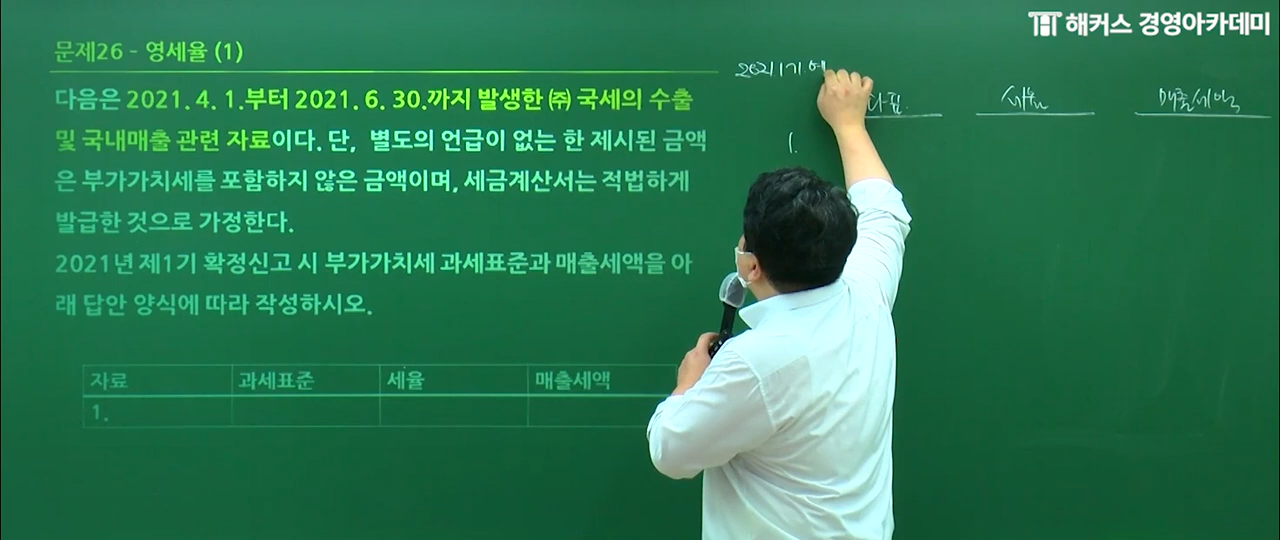 해커스 경영아카데미
문제26 - 영세율 (1)
다음은 2021. 4. 1.부터 2021. 6. 30.까지 발생한 ㈜ 국세의 수출
및 국내매출 관련 자료이다. 단, 별도의 언급이 없는 한 제시된 금액
은 부가가치세를 포함하지 않은 금액이며, 세금계산서는 적법하게
발급한 것으로 가정한다.
2021년 제1기 확정신고 시 부가가치세 과세표준과 매출세액을 아
래 답안 양식에 따라 작성하시오.
자료 과세표준 세율 매출세액
1.
2021 1기 예
과표 세율 매출세액
1.